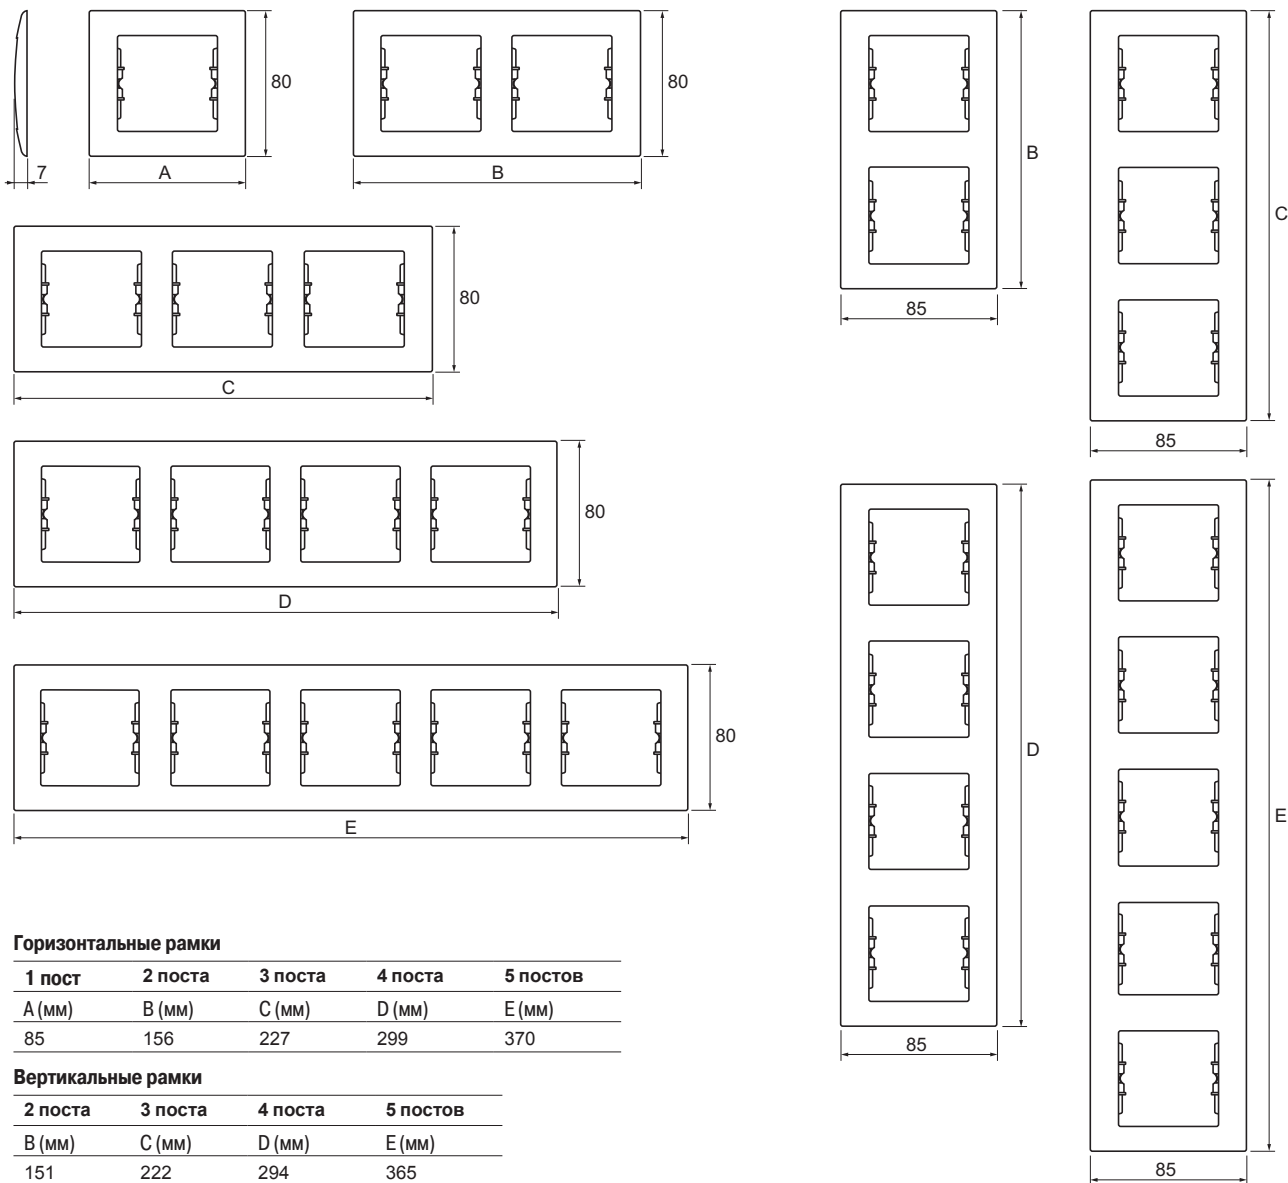 80
7
A
80
B
B
85
C
85
80
C
80
D
80
E
D
85
E
85
Горизонтальные рамки
1 пост 2 поста 3 поста 4 поста 5 постов
A (мм) B (мм) C (мм) D (мм) E (мм)
85 156 227 299 370
Вертикальные рамки
2 поста 3 поста 4 поста 5 постов
B (мм) C (мм) D (мм) E (мм)
151 222 294 365